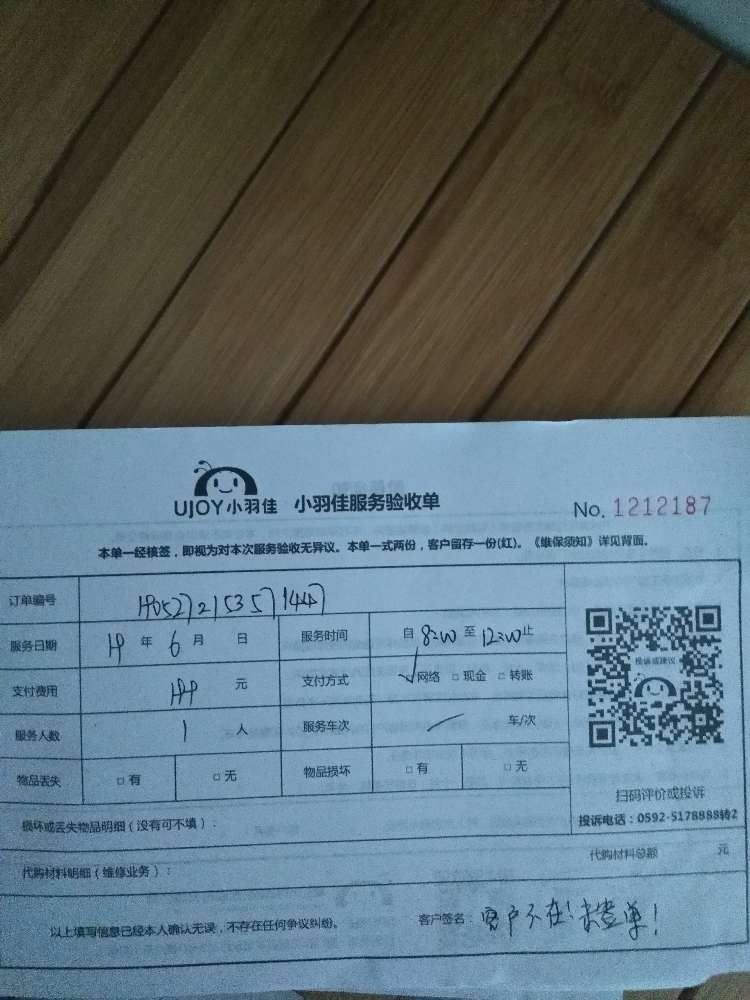 UJOY小羽佳 小羽佳服务验收单 No. 1212187
本单一经核签，即视为对本次服务验收无异议。本单一式两份，客户留存一份(红)。《维保须知》详见背面。
订单编号
服务日期 19 年 6 月 日 服务时间 自 8:00 至 12:00 止
支付费用 元 支付方式 √网络 □ 现金 □ 转账
服务人数 1 人 服务车次 / 车/次
物品丢失 □ 有 □ 无 物品损坏 □ 有 □ 无
投诉或建议
扫码评价或投诉
投诉电话：0592-5178888转2
损坏或丢失物品明细（没有可不填）：
代购材料明细（维修业务）： 代购材料总额 元
以上填写信息已经本人确认无误，不存在任何争议纠纷。 客户签名：客户不在！未签单！